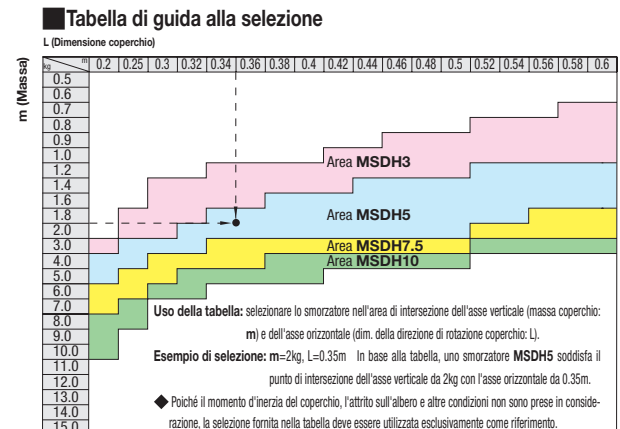 ■Tabella di guida alla selezione
L (Dimensione coperchio)
m (Massa)
kg m 0.2 0.25 0.3 0.32 0.34 0.36 0.38 0.4 0.42 0.44 0.46 0.48 0.5 0.52 0.54 0.56 0.58 0.6
0.5
0.6
0.7
0.8
0.9
1.0
1.2
1.4
1.6
1.8
2.0
3.0
4.0
5.0
6.0
7.0
8.0
9.0
10.0
11.0
12.0
13.0
14.0
15.0
Area MSDH3
Area MSDH5
Area MSDH7.5
Area MSDH10
Uso della tabella: selezionare lo smorzatore nell'area di intersezione dell'asse verticale (massa coperchio:
m) e dell'asse orizzontale (dim. della direzione di rotazione coperchio: L).
Esempio di selezione: m=2kg, L=0.35m In base alla tabella, uno smorzatore MSDH5 soddisfa il
punto di intersezione dell'asse verticale da 2kg con l'asse orizzontale da 0.35m.
◆ Poiché il momento d'inerzia del coperchio, l'attrito sull'albero e altre condizioni non sono prese in conside-
razione, la selezione fornita nella tabella deve essere utilizzata esclusivamente come riferimento.